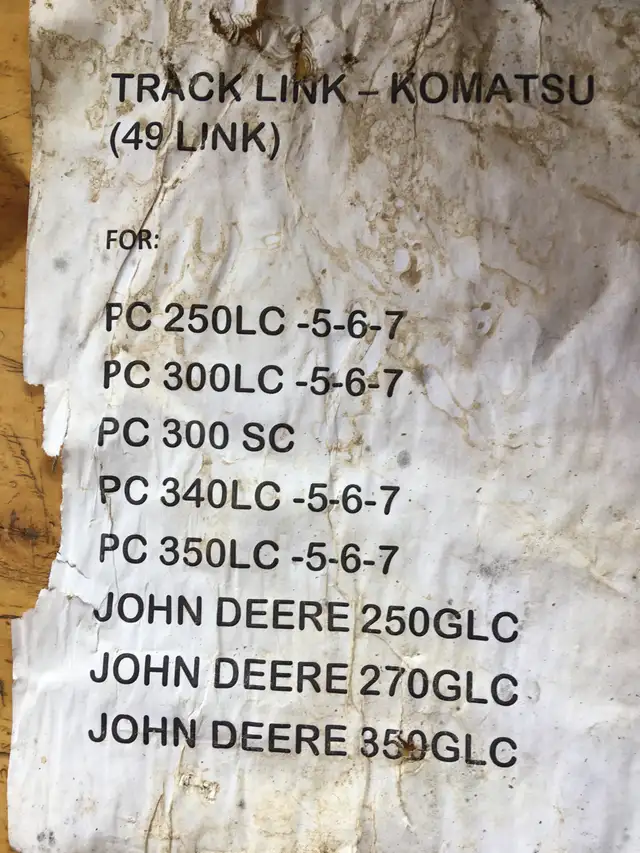 TRACK LINK – KOMATSU
(49 LINK)
FOR:
PC 250LC -5-6-7
PC 300LC -5-6-7
PC 300 SC
PC 340LC -5-6-7
PC 350LC -5-6-7
JOHN DEERE 250GLC
JOHN DEERE 270GLC
JOHN DEERE 350GLC